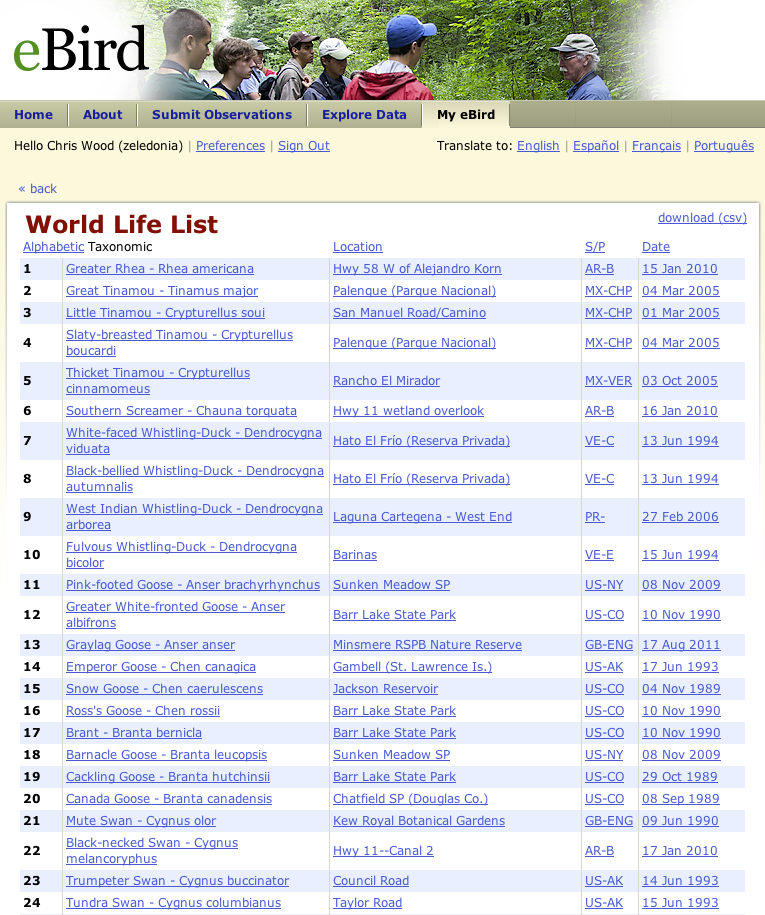 eBird
Home About Submit Observations Explore Data My eBird
Hello Chris Wood (zeledonia) | Preferences | Sign Out Translate to: English | Español | Français | Português
« back
World Life List download (csv)
Alphabetic Taxonomic Location S/P Date
1 Greater Rhea - Rhea americana Hwy 58 W of Alejandro Korn AR-B 15 Jan 2010
2 Great Tinamou - Tinamus major Palenque (Parque Nacional) MX-CHP 04 Mar 2005
3 Little Tinamou - Crypturellus soui San Manuel Road/Camino MX-CHP 01 Mar 2005
4 Slaty-breasted Tinamou - Crypturellus
boucardi Palenque (Parque Nacional) MX-CHP 04 Mar 2005
5 Thicket Tinamou - Crypturellus
cinnamomeus Rancho El Mirador MX-VER 03 Oct 2005
6 Southern Screamer - Chauna torquata Hwy 11 wetland overlook AR-B 16 Jan 2010
7 White-faced Whistling-Duck - Dendrocygna
viduata Hato El Frío (Reserva Privada) VE-C 13 Jun 1994
8 Black-bellied Whistling-Duck - Dendrocygna
autumnalis Hato El Frío (Reserva Privada) VE-C 13 Jun 1994
9 West Indian Whistling-Duck - Dendrocygna
arborea Laguna Cartegena - West End PR- 27 Feb 2006
10 Fulvous Whistling-Duck - Dendrocygna
bicolor Barinas VE-E 15 Jun 1994
11 Pink-footed Goose - Anser brachyrhynchus Sunken Meadow SP US-NY 08 Nov 2009
12 Greater White-fronted Goose - Anser
albifrons Barr Lake State Park US-CO 10 Nov 1990
13 Graylag Goose - Anser anser Minsmere RSPB Nature Reserve GB-ENG 17 Aug 2011
14 Emperor Goose - Chen canagica Gambell (St. Lawrence Is.) US-AK 17 Jun 1993
15 Snow Goose - Chen caerulescens Jackson Reservoir US-CO 04 Nov 1989
16 Ross's Goose - Chen rossii Barr Lake State Park US-CO 10 Nov 1990
17 Brant - Branta bernicla Barr Lake State Park US-CO 10 Nov 1990
18 Barnacle Goose - Branta leucopsis Sunken Meadow SP US-NY 08 Nov 2009
19 Cackling Goose - Branta hutchinsii Barr Lake State Park US-CO 29 Oct 1989
20 Canada Goose - Branta canadensis Chatfield SP (Douglas Co.) US-CO 08 Sep 1989
21 Mute Swan - Cygnus olor Kew Royal Botanical Gardens GB-ENG 09 Jun 1990
22 Black-necked Swan - Cygnus
melancoryphus Hwy 11--Canal 2 AR-B 17 Jan 2010
23 Trumpeter Swan - Cygnus buccinator Council Road US-AK 14 Jun 1993
24 Tundra Swan - Cygnus columbianus Taylor Road US-AK 15 Jun 1993